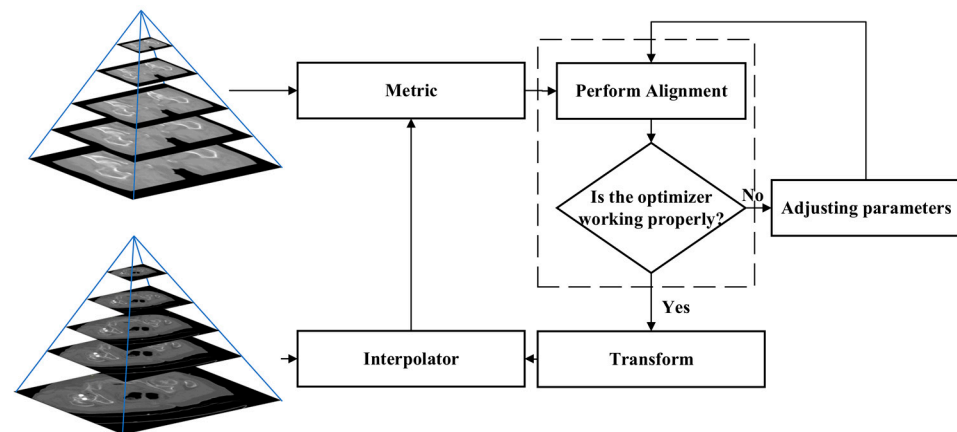 Metric
Perform Alignment
Is the optimizer
working properly?
No
Adjusting parameters
Yes
Interpolator
Transform